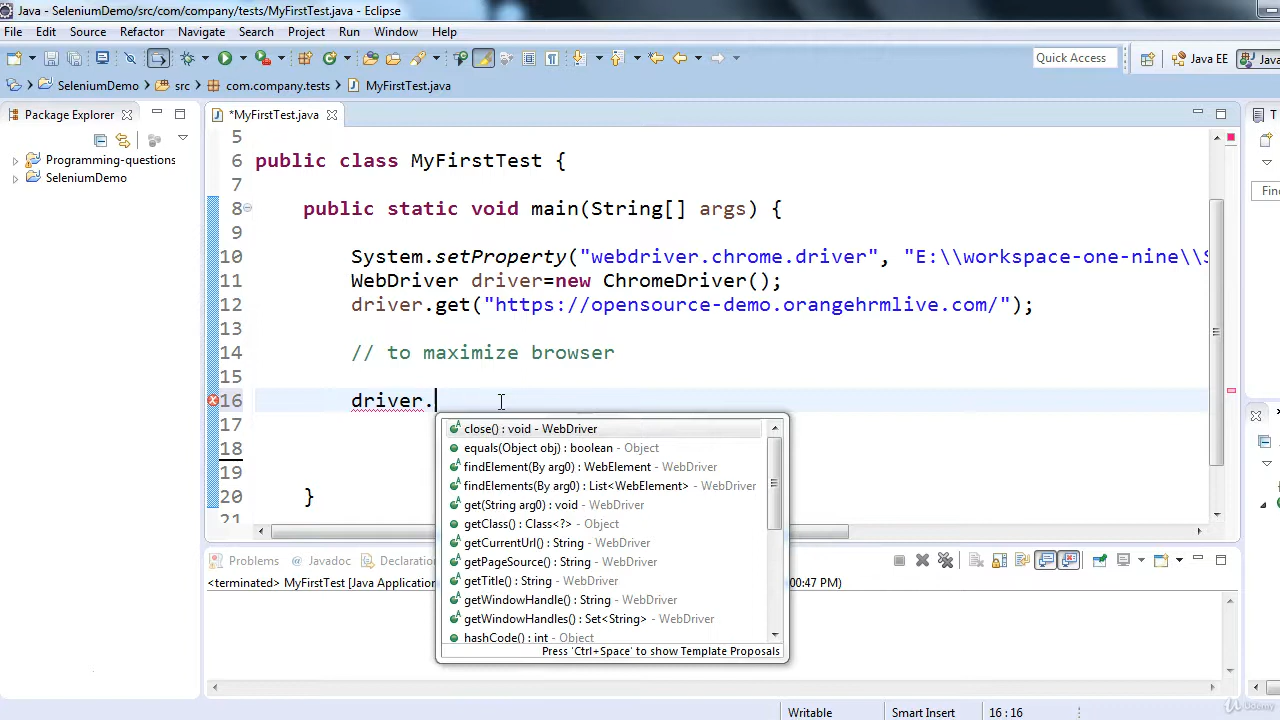 Java - SeleniumDemo/src/com/company/tests/MyFirstTest.java - Eclipse
File Edit Source Refactor Navigate Search Project Run Window Help
Quick Access Java EE Java
SeleniumDemo src com.company.tests MyFirstTest.java
Package Explorer
*MyFirstTest.java
Programming-questions
SeleniumDemo
5
6 public class MyFirstTest {
7
8 public static void main(String[] args) {
9
10 System.setProperty("webdriver.chrome.driver", "E:\\workspace-one-nine\\S
11 WebDriver driver=new ChromeDriver();
12 driver.get("https://opensource-demo.orangehrmlive.com/");
13
14 // to maximize browser
15
16 driver.
17
18
19
20 }
21
close() : void - WebDriver
equals(Object obj) : boolean - Object
findElement(By arg0) : WebElement - WebDriver
findElements(By arg0) : List<WebElement> - WebDriver
get(String arg0) : void - WebDriver
getClass() : Class<?> - Object
getCurrentUrl() : String - WebDriver
getPageSource() : String - WebDriver
getTitle() : String - WebDriver
getWindowHandle() : String - WebDriver
getWindowHandles() : Set<String> - WebDriver
hashCode() : int - Object
Press 'Ctrl+Space' to show Template Proposals
T
Find
Problems Javadoc Declaration
<terminated> MyFirstTest [Java Application 00:47 PM)
Writable Smart Insert 16 : 16
Udemy